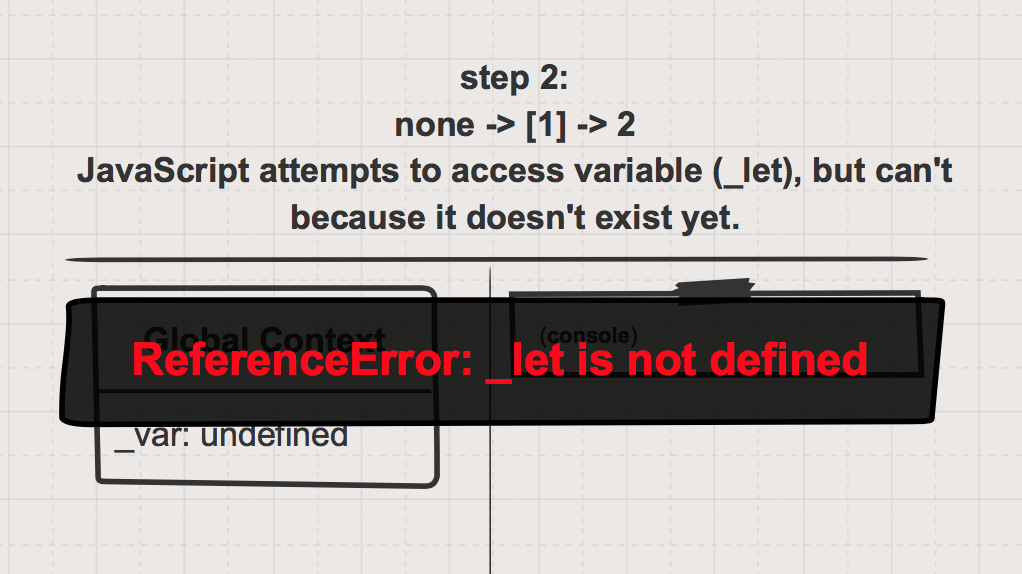 step 2:
none -> [1] -> 2
JavaScript attempts to access variable (_let), but can't
because it doesn't exist yet.
Global Context
(console)
ReferenceError: _let is not defined
_var: undefined